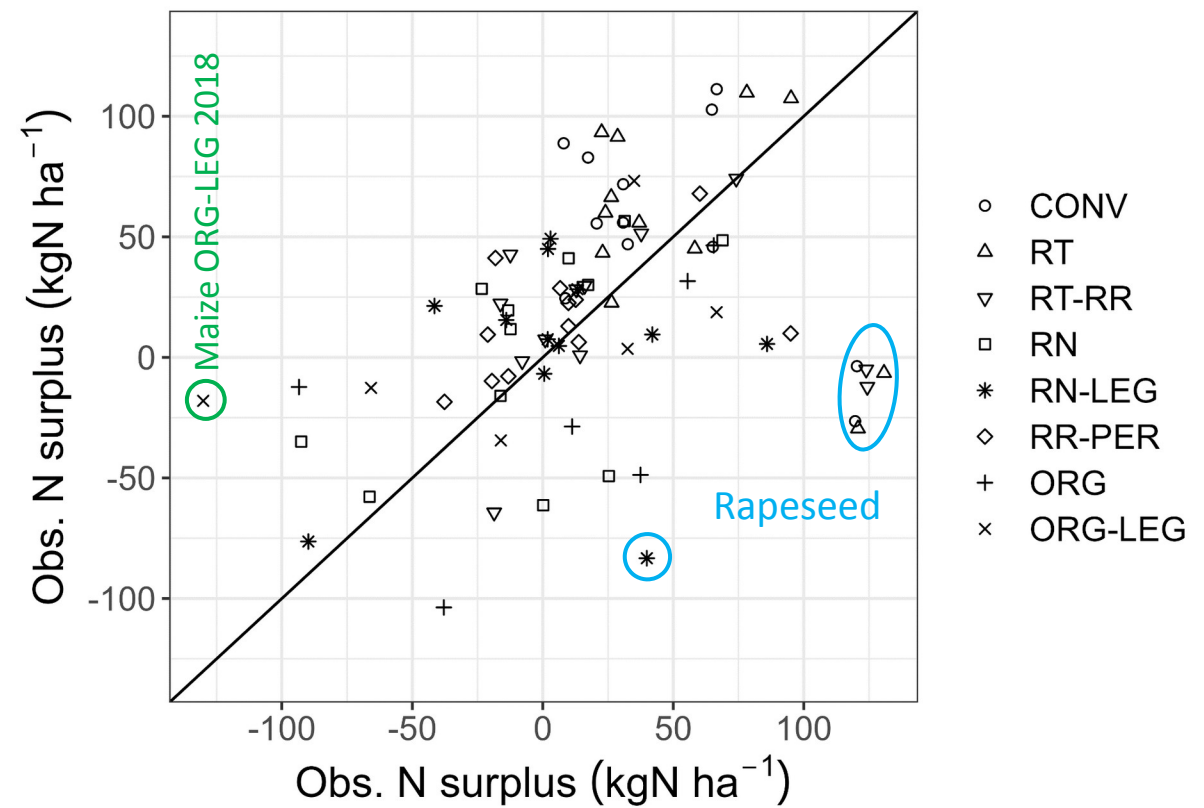 Obs. N surplus (kgN ha⁻¹)
100
50
0
-50
-100
Maize ORG-LEG 2018
Rapeseed
-100
-50
0
50
100
Obs. N surplus (kgN ha⁻¹)
CONV
RT
RT-RR
RN
RN-LEG
RR-PER
ORG
ORG-LEG